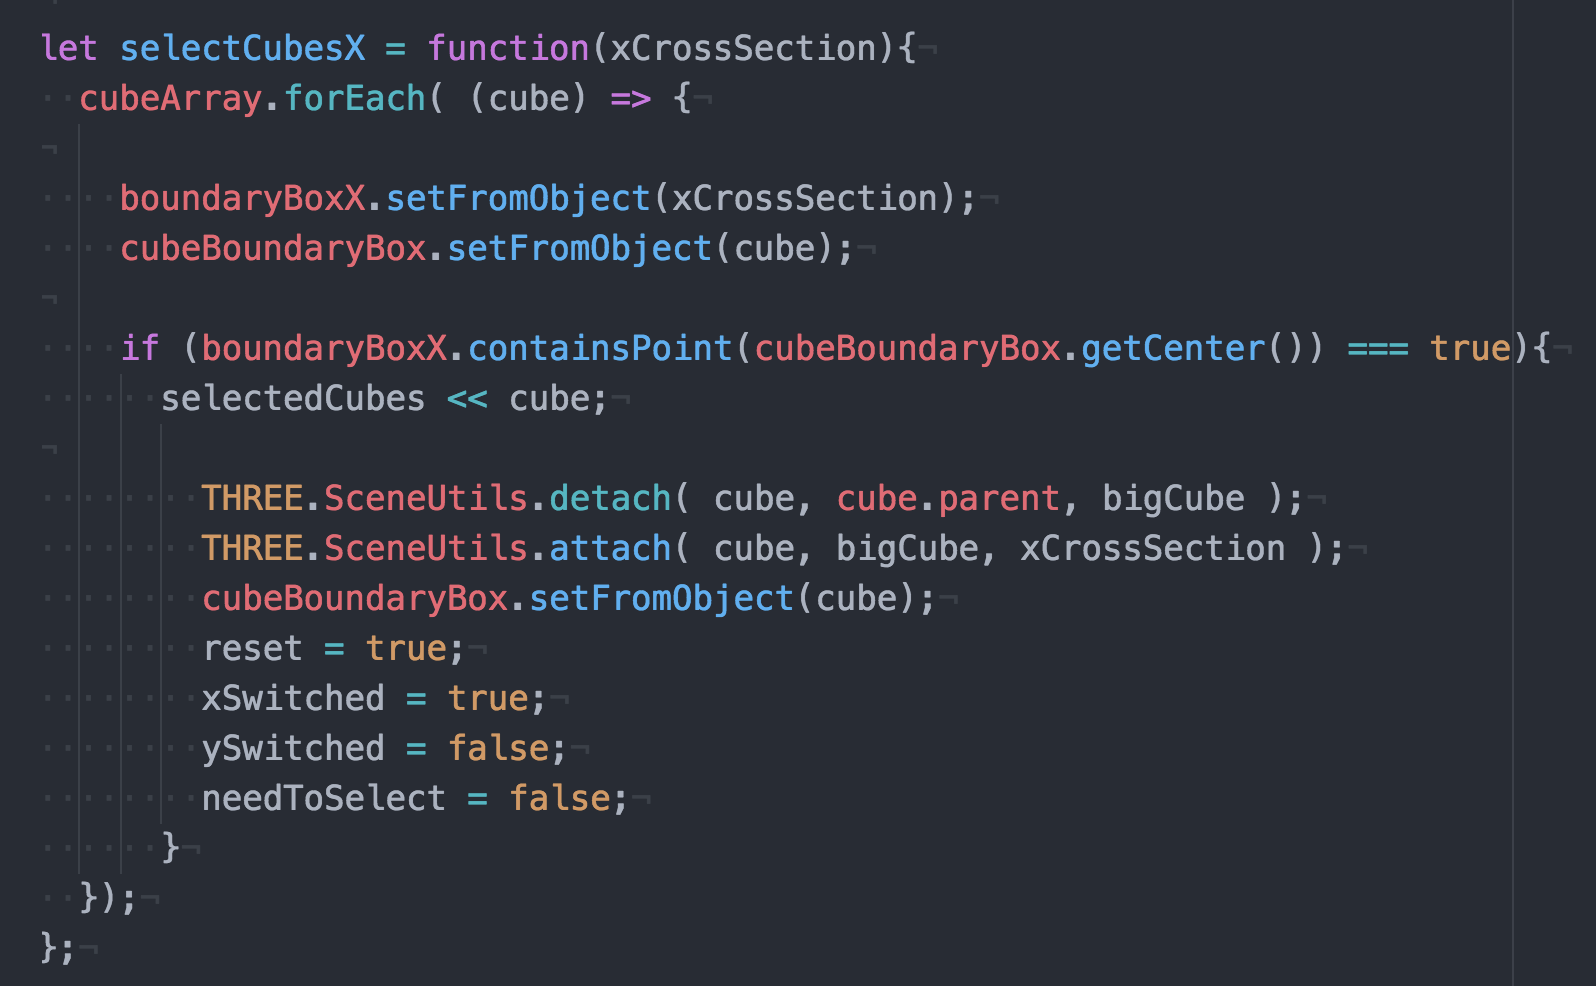 let selectCubesX = function(xCrossSection){¬
··cubeArray.forEach( (cube) => {¬
¬
····boundaryBoxX.setFromObject(xCrossSection);¬
····cubeBoundaryBox.setFromObject(cube);¬
¬
····if (boundaryBoxX.containsPoint(cubeBoundaryBox.getCenter()) === true){¬
······selectedCubes << cube;¬
¬
········THREE.SceneUtils.detach( cube, cube.parent, bigCube );¬
········THREE.SceneUtils.attach( cube, bigCube, xCrossSection );¬
········cubeBoundaryBox.setFromObject(cube);¬
········reset = true;¬
········xSwitched = true;¬
········ySwitched = false;¬
········needToSelect = false;¬
······}¬
··});¬
};¬